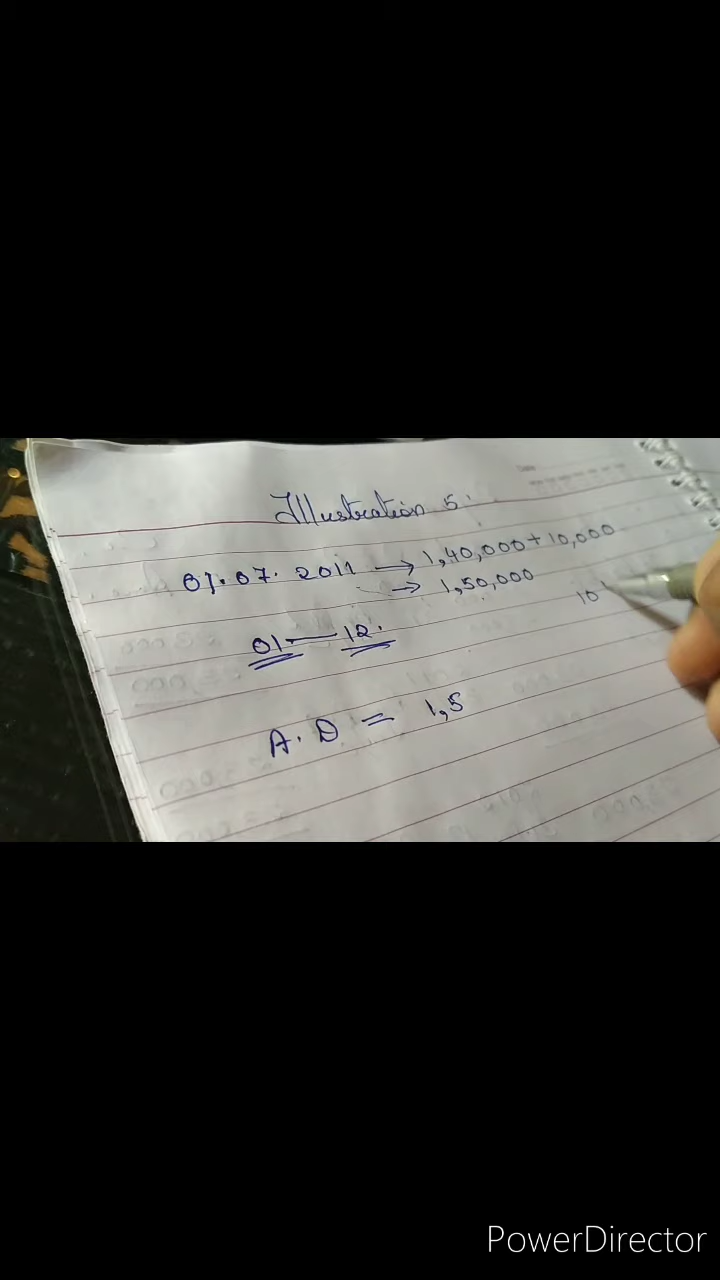 Illustration 5:
01.07.2011 → 1,40,000 + 10,000
→ 1,50,000
10
01 — 12.
A.D = 1,5
PowerDirector